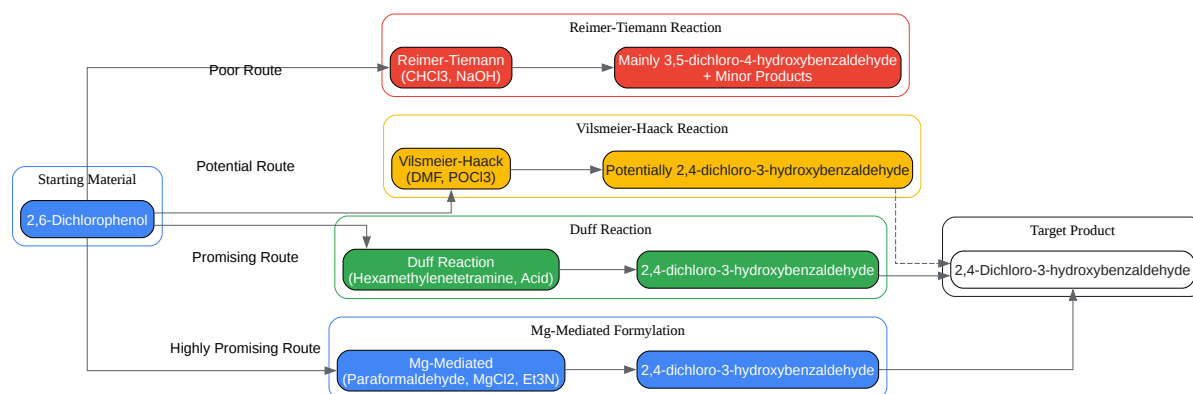 Reimer-Tiemann Reaction
Poor Route
Reimer-Tiemann
(CHCl3, NaOH)
Mainly 3,5-dichloro-4-hydroxybenzaldehyde
+ Minor Products
Vilsmeier-Haack Reaction
Potential Route
Vilsmeier-Haack
(DMF, POCl3)
Potentially 2,4-dichloro-3-hydroxybenzaldehyde
Starting Material
2,6-Dichlorophenol
Duff Reaction
Promising Route
Duff Reaction
(Hexamethylenetetramine, Acid)
2,4-dichloro-3-hydroxybenzaldehyde
Target Product
2,4-Dichloro-3-hydroxybenzaldehyde
Mg-Mediated Formylation
Highly Promising Route
Mg-Mediated
(Paraformaldehyde, MgCl2, Et3N)
2,4-dichloro-3-hydroxybenzaldehyde